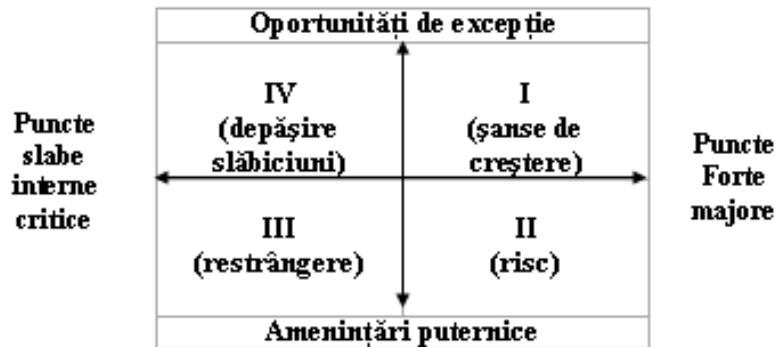 Oportunități de excepție
IV
(depășire
slăbiciuni)
I
(șanse de
creștere)
Puncte
slabe
interne
critice
Puncte
Forte
majore
III
(restrângere)
II
(risc)
Amenințări puternice